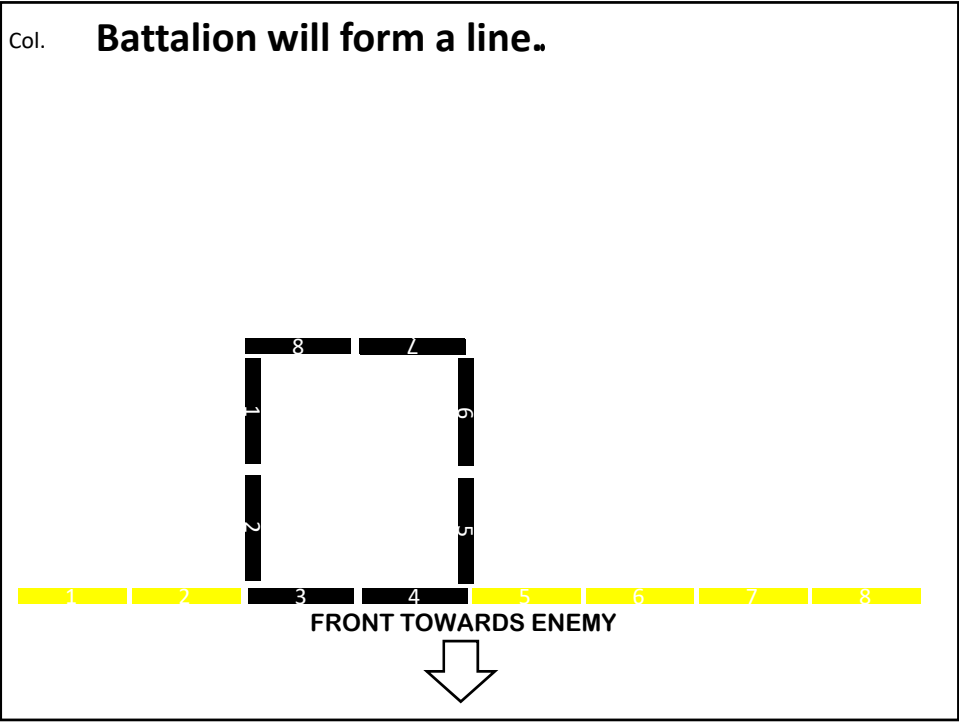 Col. Battalion will form a line..
8 7
1 6
2 5
1 2 3 4 5 6 7 8
FRONT TOWARDS ENEMY